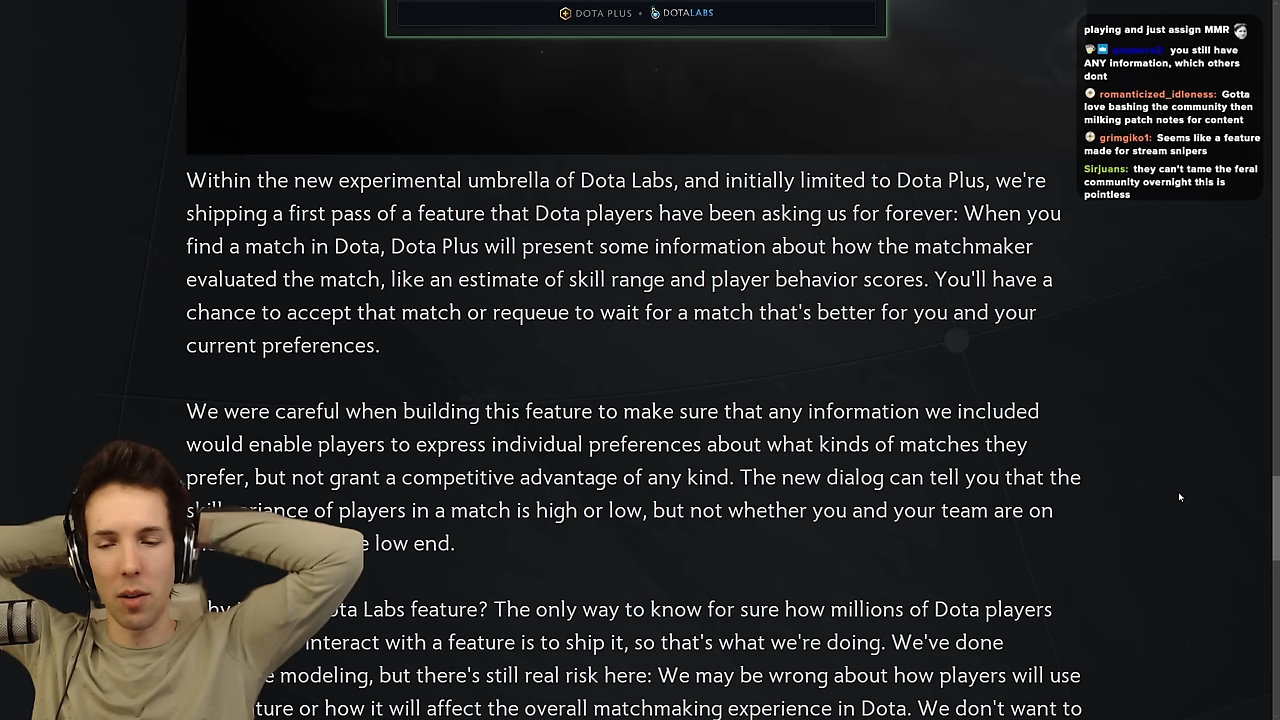 DOTA PLUS • DOTALABS
playing and just assign MMR
you still have
ANY information, which others
dont
romanticized_idleness: Gotta
love bashing the community then
milking patch notes for content
grimgiko1: Seems like a feature
made for stream snipers
Sirjuans: they can't tame the feral
community overnight this is
pointless
Within the new experimental umbrella of Dota Labs, and initially limited to Dota Plus, we're
shipping a first pass of a feature that Dota players have been asking us for forever: When you
find a match in Dota, Dota Plus will present some information about how the matchmaker
evaluated the match, like an estimate of skill range and player behavior scores. You'll have a
chance to accept that match or requeue to wait for a match that's better for you and your
current preferences.
We were careful when building this feature to make sure that any information we included
would enable players to express individual preferences about what kinds of matches they
prefer, but not grant a competitive advantage of any kind. The new dialog can tell you that the
of players in a match is high or low, but not whether you and your team are on
low end.
Labs feature? The only way to know for sure how millions of Dota players
interact with a feature is to ship it, so that's what we're doing. We've done
modeling, but there's still real risk here: We may be wrong about how players will use
or how it will affect the overall matchmaking experience in Dota. We don't want to